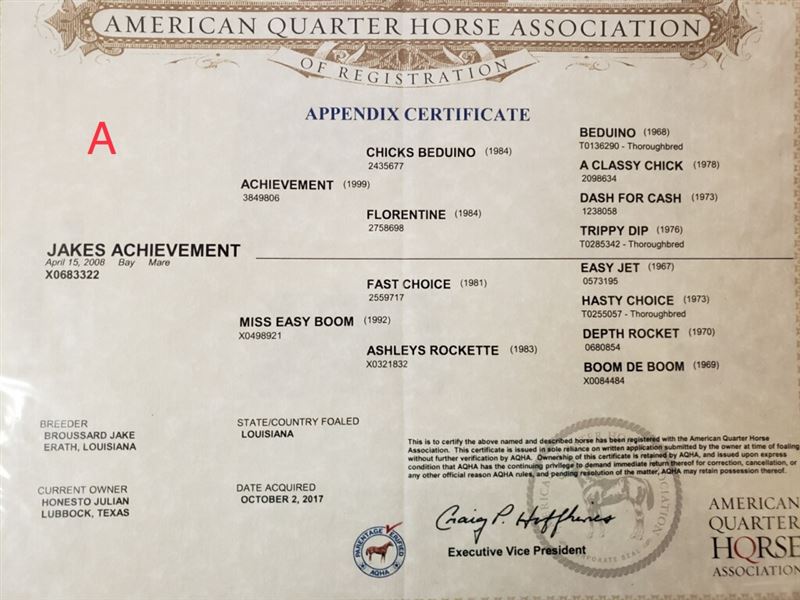 AMERICAN QUARTER HORSE ASSOCIATION
OF REGISTRATION
APPENDIX CERTIFICATE
A
BEDUINO (1968)
T0136290 - Thoroughbred
CHICKS BEDUINO (1984)
2435677
A CLASSY CHICK (1978)
2098634
ACHIEVEMENT (1999)
3849806
DASH FOR CASH (1973)
1238058
FLORENTINE (1984)
2758698
TRIPPY DIP (1976)
T0285342 - Thoroughbred
JAKES ACHIEVEMENT
April 15, 2008 Bay Mare
X0683322
EASY JET (1967)
0573195
FAST CHOICE (1981)
2559717
HASTY CHOICE (1973)
T0255057 - Thoroughbred
MISS EASY BOOM (1992)
X0498921
DEPTH ROCKET (1970)
0680854
ASHLEYS ROCKETTE (1983)
X0321832
BOOM DE BOOM (1969)
X0084484
BREEDER
BROUSSARD JAKE
ERATH, LOUISIANA
STATE/COUNTRY FOALED
LOUISIANA
CURRENT OWNER
HONESTO JULIAN
LUBBOCK, TEXAS
DATE ACQUIRED
OCTOBER 2, 2017
This is to certify the above named and described horse has been registered with the American Quarter Horse
Association. This certificate is issued in sole reliance on written application submitted by the owner at time of foaling
without further verification by AQHA. Ownership of this certificate is retained by AQHA, and issued upon express
condition that AQHA has the continuing privilege to demand immediate return thereof for correction, cancellation, or
any other official reason AQHA rules, and pending resolution of the matter, AQHA may retain possession thereof.
Craig P. Huffhines
Executive Vice President
PARENTAGE VERIFIED
AQHA
CORPORATE SEAL
AMERICAN
QUARTER
HORSE
ASSOCIATION